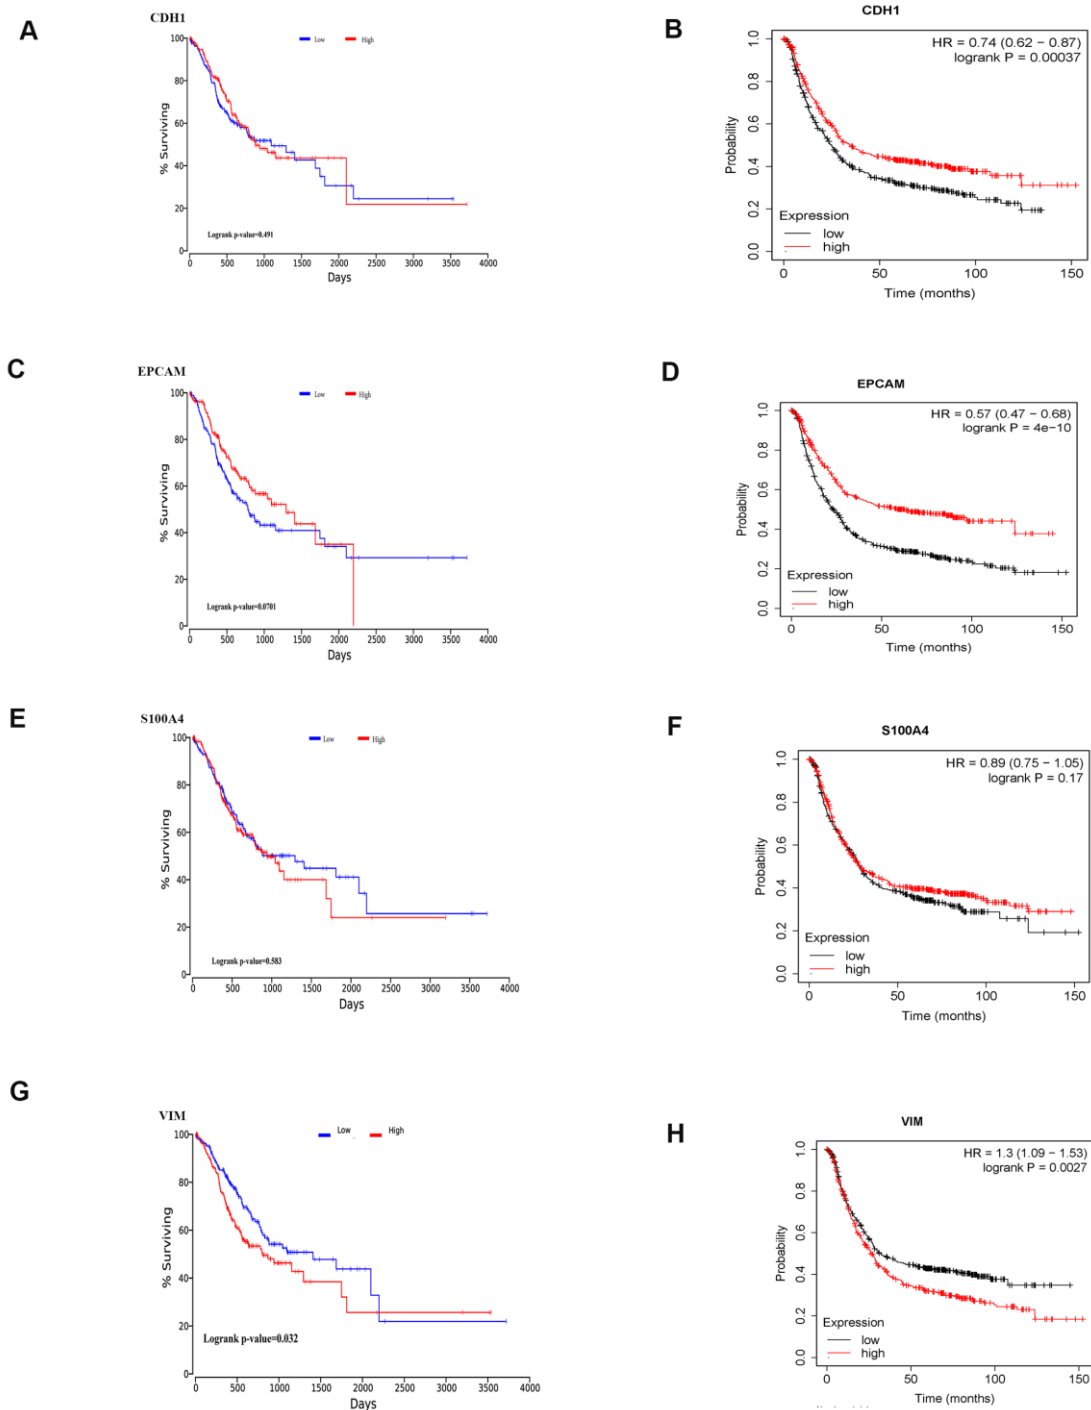 A
CDH1
Low High
100
80
60
40
20
0
% Surviving
Logrank p-value=0.491
0 500 1000 1500 2000 2500 3000 3500 4000
Days
B
CDH1
HR = 0.74 (0.62 − 0.87)
logrank P = 0.00037
1.0
0.8
0.6
0.4
0.2
0.0
Probability
Expression
low
high
0 50 100 150
Time (months)
C
EPCAM
Low High
100
80
60
40
20
0
% Surviving
Logrank p-value=0.0701
0 500 1000 1500 2000 2500 3000 3500 4000
Days
D
EPCAM
HR = 0.57 (0.47 − 0.68)
logrank P = 4e−10
1.0
0.8
0.6
0.4
0.2
0.0
Probability
Expression
low
high
0 50 100 150
Time (months)
E
S100A4
Low High
100
80
60
40
20
0
% Surviving
Logrank p-value=0.583
0 500 1000 1500 2000 2500 3000 3500 4000
Days
F
S100A4
HR = 0.89 (0.75 − 1.05)
logrank P = 0.17
1.0
0.8
0.6
0.4
0.2
0.0
Probability
Expression
low
high
0 50 100 150
Time (months)
G
VIM
Low High
100
80
60
40
20
0
% Surviving
Logrank p-value=0.032
0 500 1000 1500 2000 2500 3000 3500 4000
Days
H
VIM
HR = 1.3 (1.09 − 1.53)
logrank P = 0.0027
1.0
0.8
0.6
0.4
0.2
0.0
Probability
Expression
low
high
0 50 100 150
Time (months)